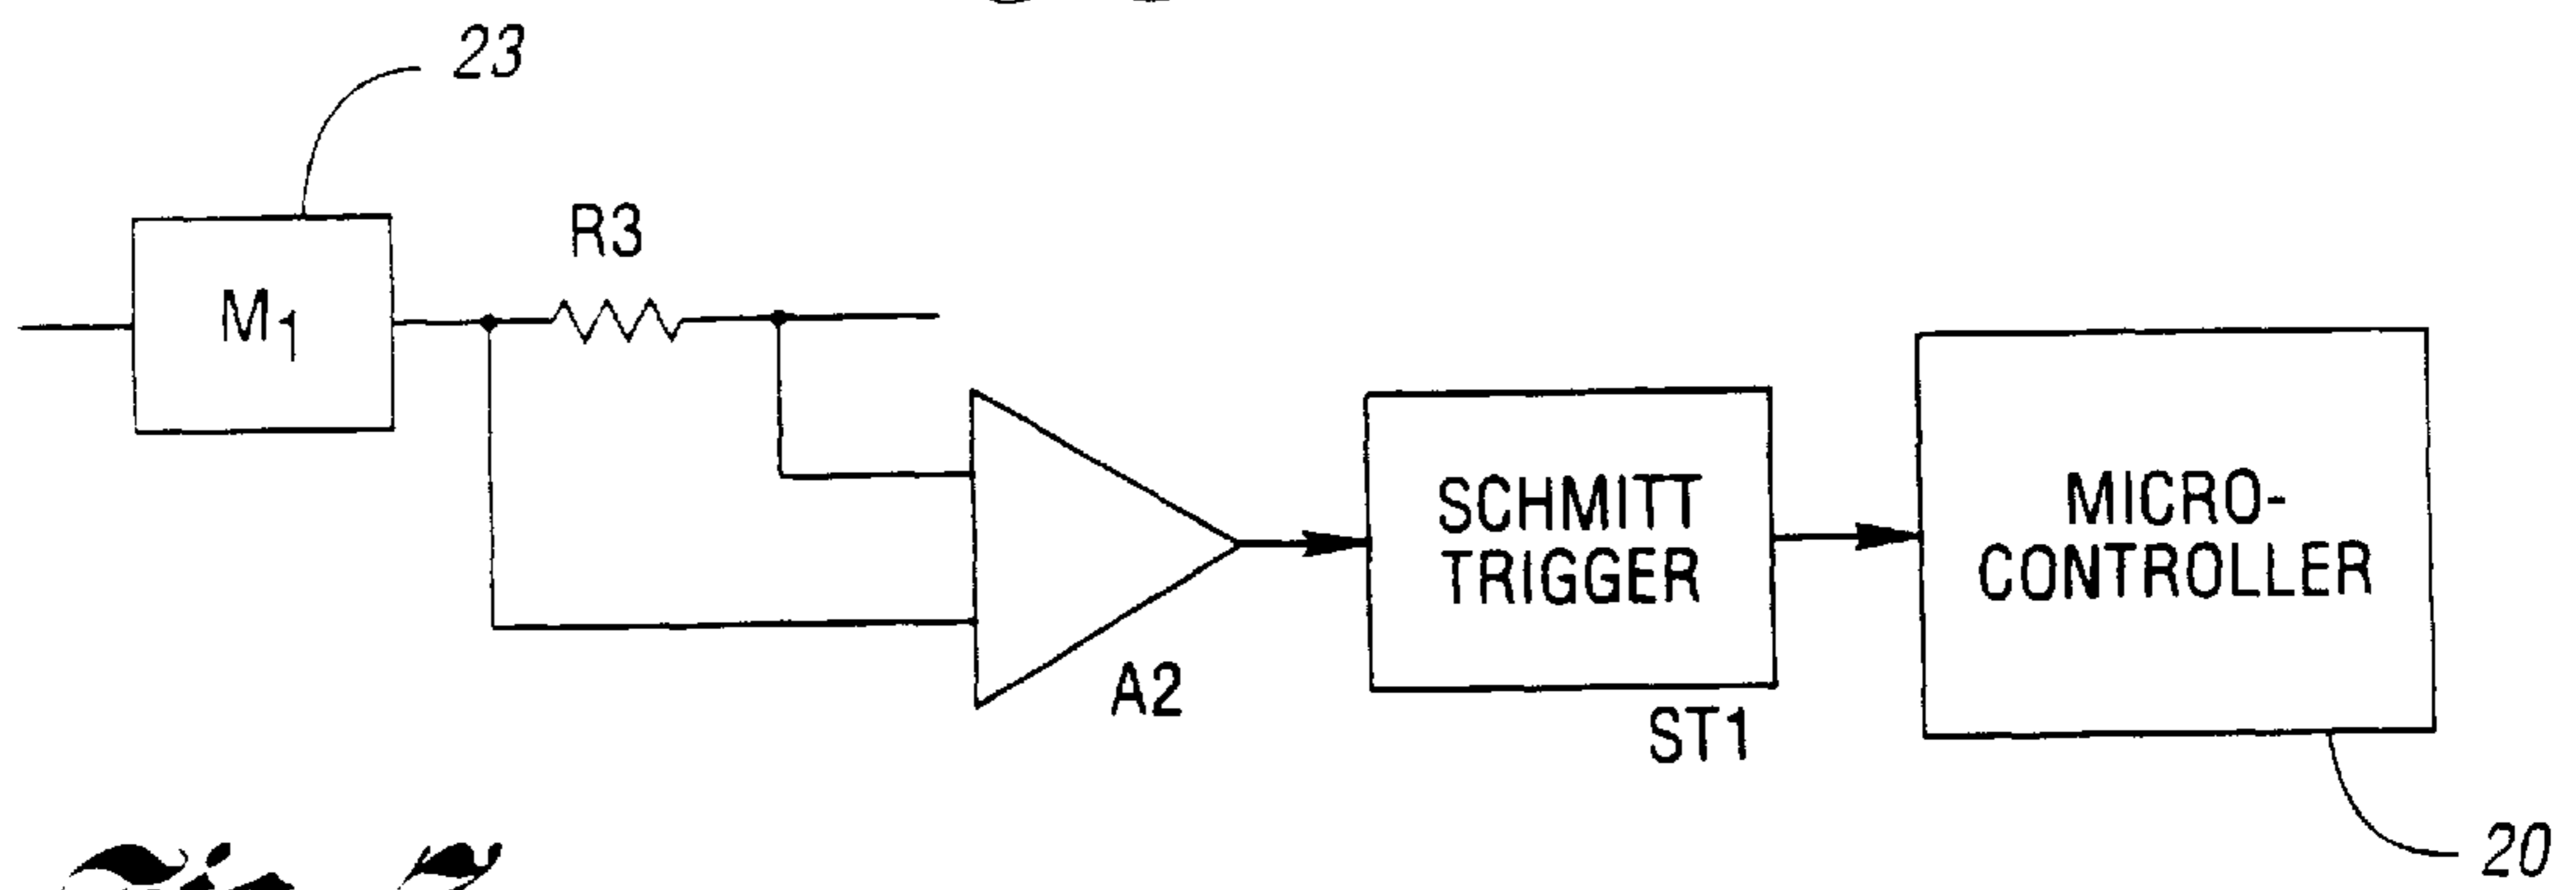 23
R3
M1
SCHMITT
TRIGGER
MICRO-
CONTROLLER
A2
ST1
20